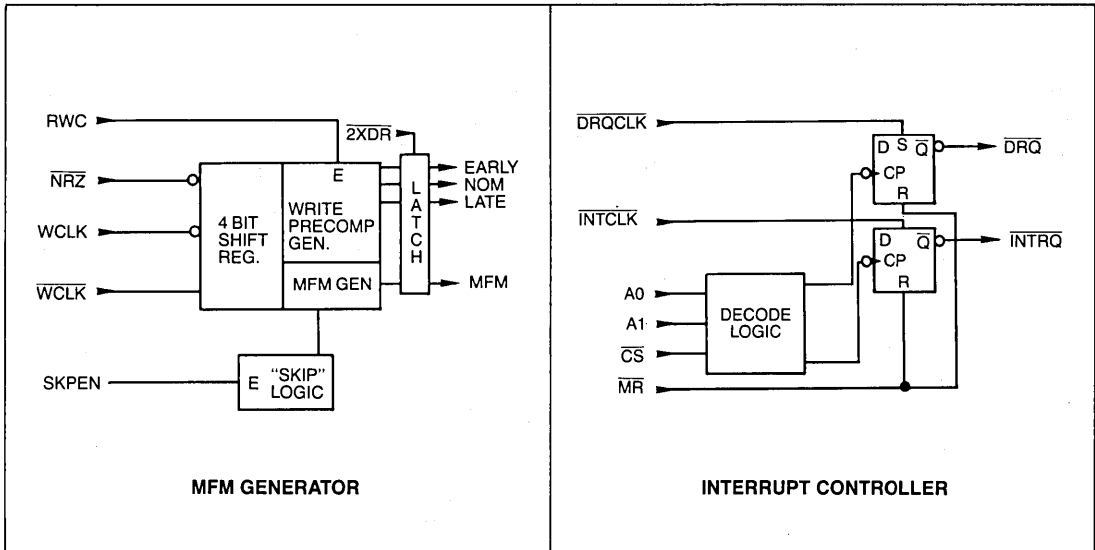 RWC
2XDR
EARLY
NOM
LATE
E
NRZ
4 BIT
SHIFT
REG.
WRITE
PRECOMP
GEN.
LATCH
WCLK
WCLK
MFM GEN
MFM
SKPEN
E "SKIP"
LOGIC
MFM GENERATOR
DRQCLK
D S Q
CP
R
DRQ
INTCLK
D Q
CP
R
INTRQ
A0
A1
CS
DECODE
LOGIC
MR
INTERRUPT CONTROLLER